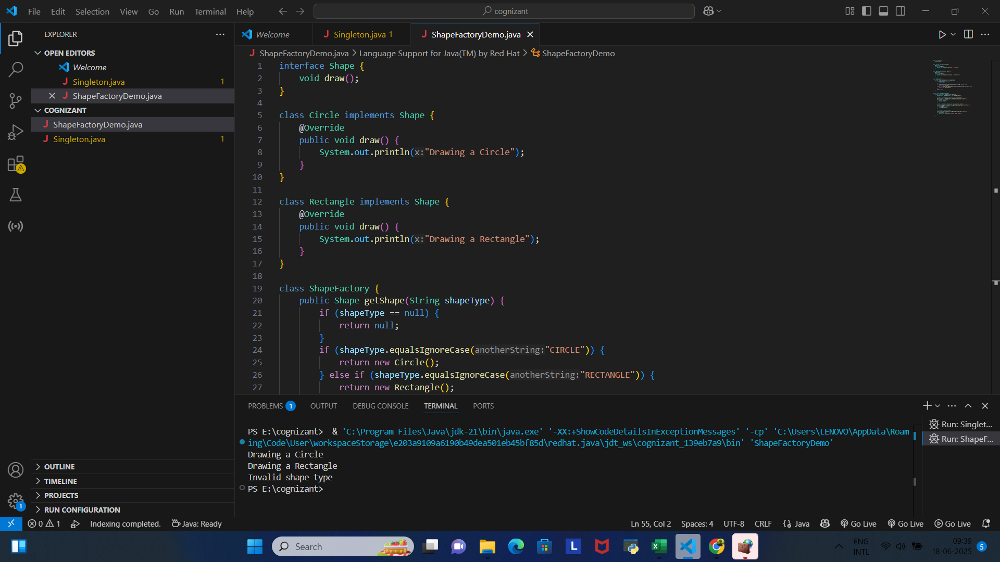 File Edit Selection View Go Run Terminal Help
cognizant
EXPLORER
OPEN EDITORS
Welcome
Singleton.java 1
ShapeFactoryDemo.java
COGNIZANT
ShapeFactoryDemo.java
Singleton.java 1
OUTLINE
TIMELINE
PROJECTS
RUN CONFIGURATION
Welcome
Singleton.java 1
ShapeFactoryDemo.java
ShapeFactoryDemo.java > Language Support for Java(TM) by Red Hat > ShapeFactoryDemo
1 interface Shape {
2 void draw();
3 }
4
5 class Circle implements Shape {
6 @Override
7 public void draw() {
8 System.out.println(x:"Drawing a Circle");
9 }
10 }
11
12 class Rectangle implements Shape {
13 @Override
14 public void draw() {
15 System.out.println(x:"Drawing a Rectangle");
16 }
17 }
18
19 class ShapeFactory {
20 public Shape getShape(String shapeType) {
21 if (shapeType == null) {
22 return null;
23 }
24 if (shapeType.equalsIgnoreCase(anotherString:"CIRCLE")) {
25 return new Circle();
26 } else if (shapeType.equalsIgnoreCase(anotherString:"RECTANGLE")) {
27 return new Rectangle();
PROBLEMS 1 OUTPUT DEBUG CONSOLE TERMINAL PORTS
PS E:\cognizant> & 'C:\Program Files\Java\jdk-21\bin\java.exe' '-XX:+ShowCodeDetailsInExceptionMessages' '-cp' 'C:\Users\LENOVO\AppData\Roam
ing\Code\User\workspaceStorage\e203a9109a6190b49dea501eb45bf85d\redhat.java\jdt_ws\cognizant_139eb7a9\bin' 'ShapeFactoryDemo'
Drawing a Circle
Drawing a Rectangle
Invalid shape type
PS E:\cognizant>
Run: Singlet...
Run: ShapeF...
1
0 1 Indexing completed. Java: Ready
Ln 55, Col 2 Spaces: 4 UTF-8 CRLF Java Go Live Go Live Go Live
Search
L
ENG
INTL
09:39
18-06-2025
5